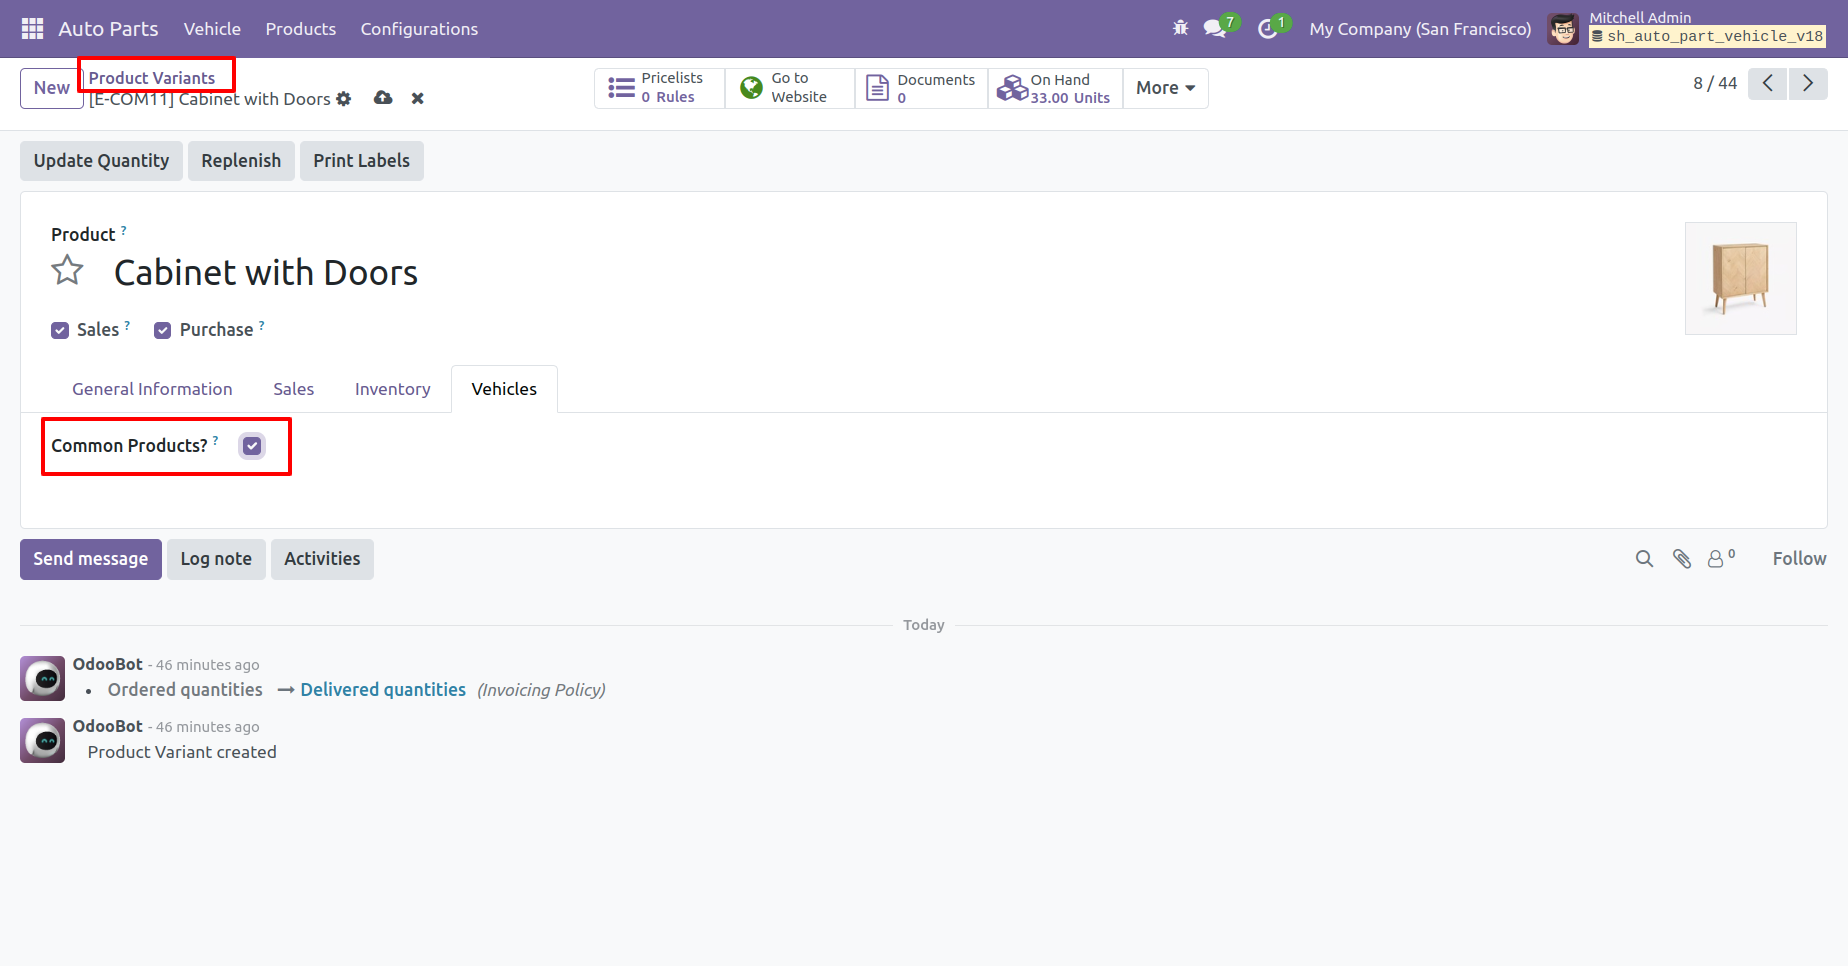 Auto Parts Vehicle Products Configurations 7 1 My Company (San Francisco) Mitchell Admin
sh_auto_part_vehicle_v18
New Product Variants
[E-COM11] Cabinet with Doors
Pricelists
0 Rules
Go to
Website
Documents
0
On Hand
33.00 Units
More
8 / 44
Update Quantity Replenish Print Labels
Product ?
Cabinet with Doors
Sales ? Purchase ?
General Information Sales Inventory Vehicles
Common Products? ?
Send message Log note Activities 0 Follow
Today
OdooBot - 46 minutes ago
• Ordered quantities → Delivered quantities (Invoicing Policy)
OdooBot - 46 minutes ago
Product Variant created